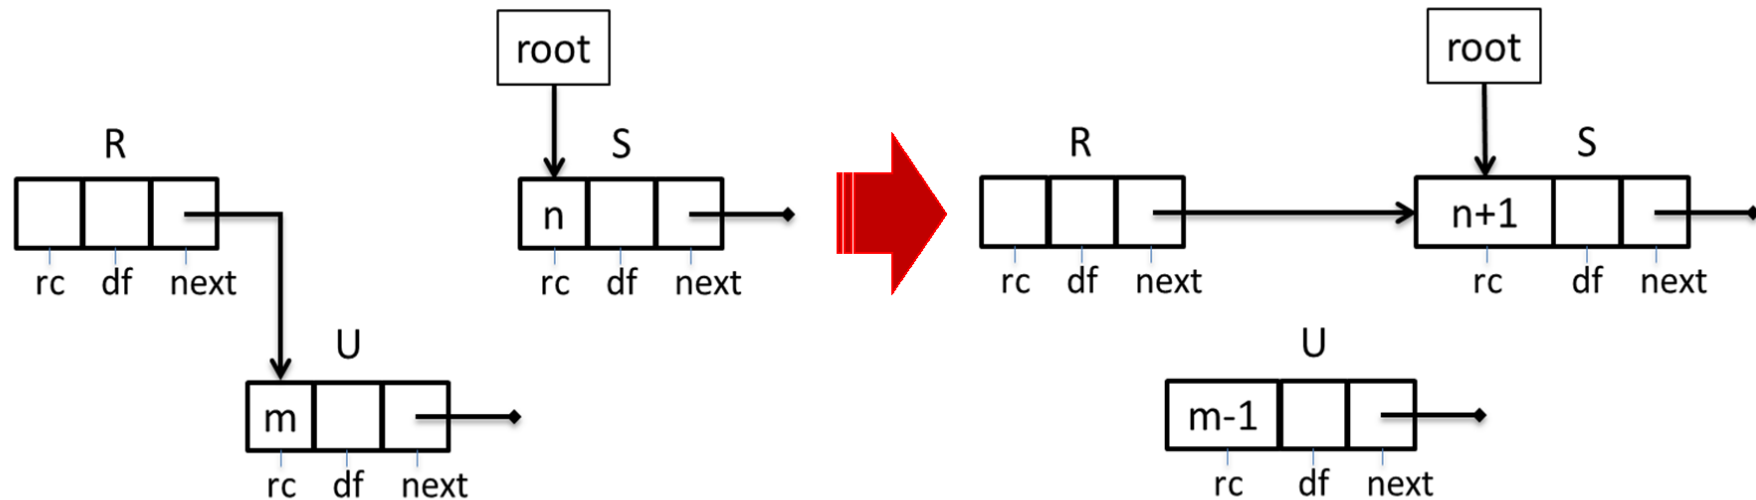 root
R
S
n
rc df next
rc df next
U
m
rc df next
root
R
S
n+1
rc df next
rc df next
U
m-1
rc df next